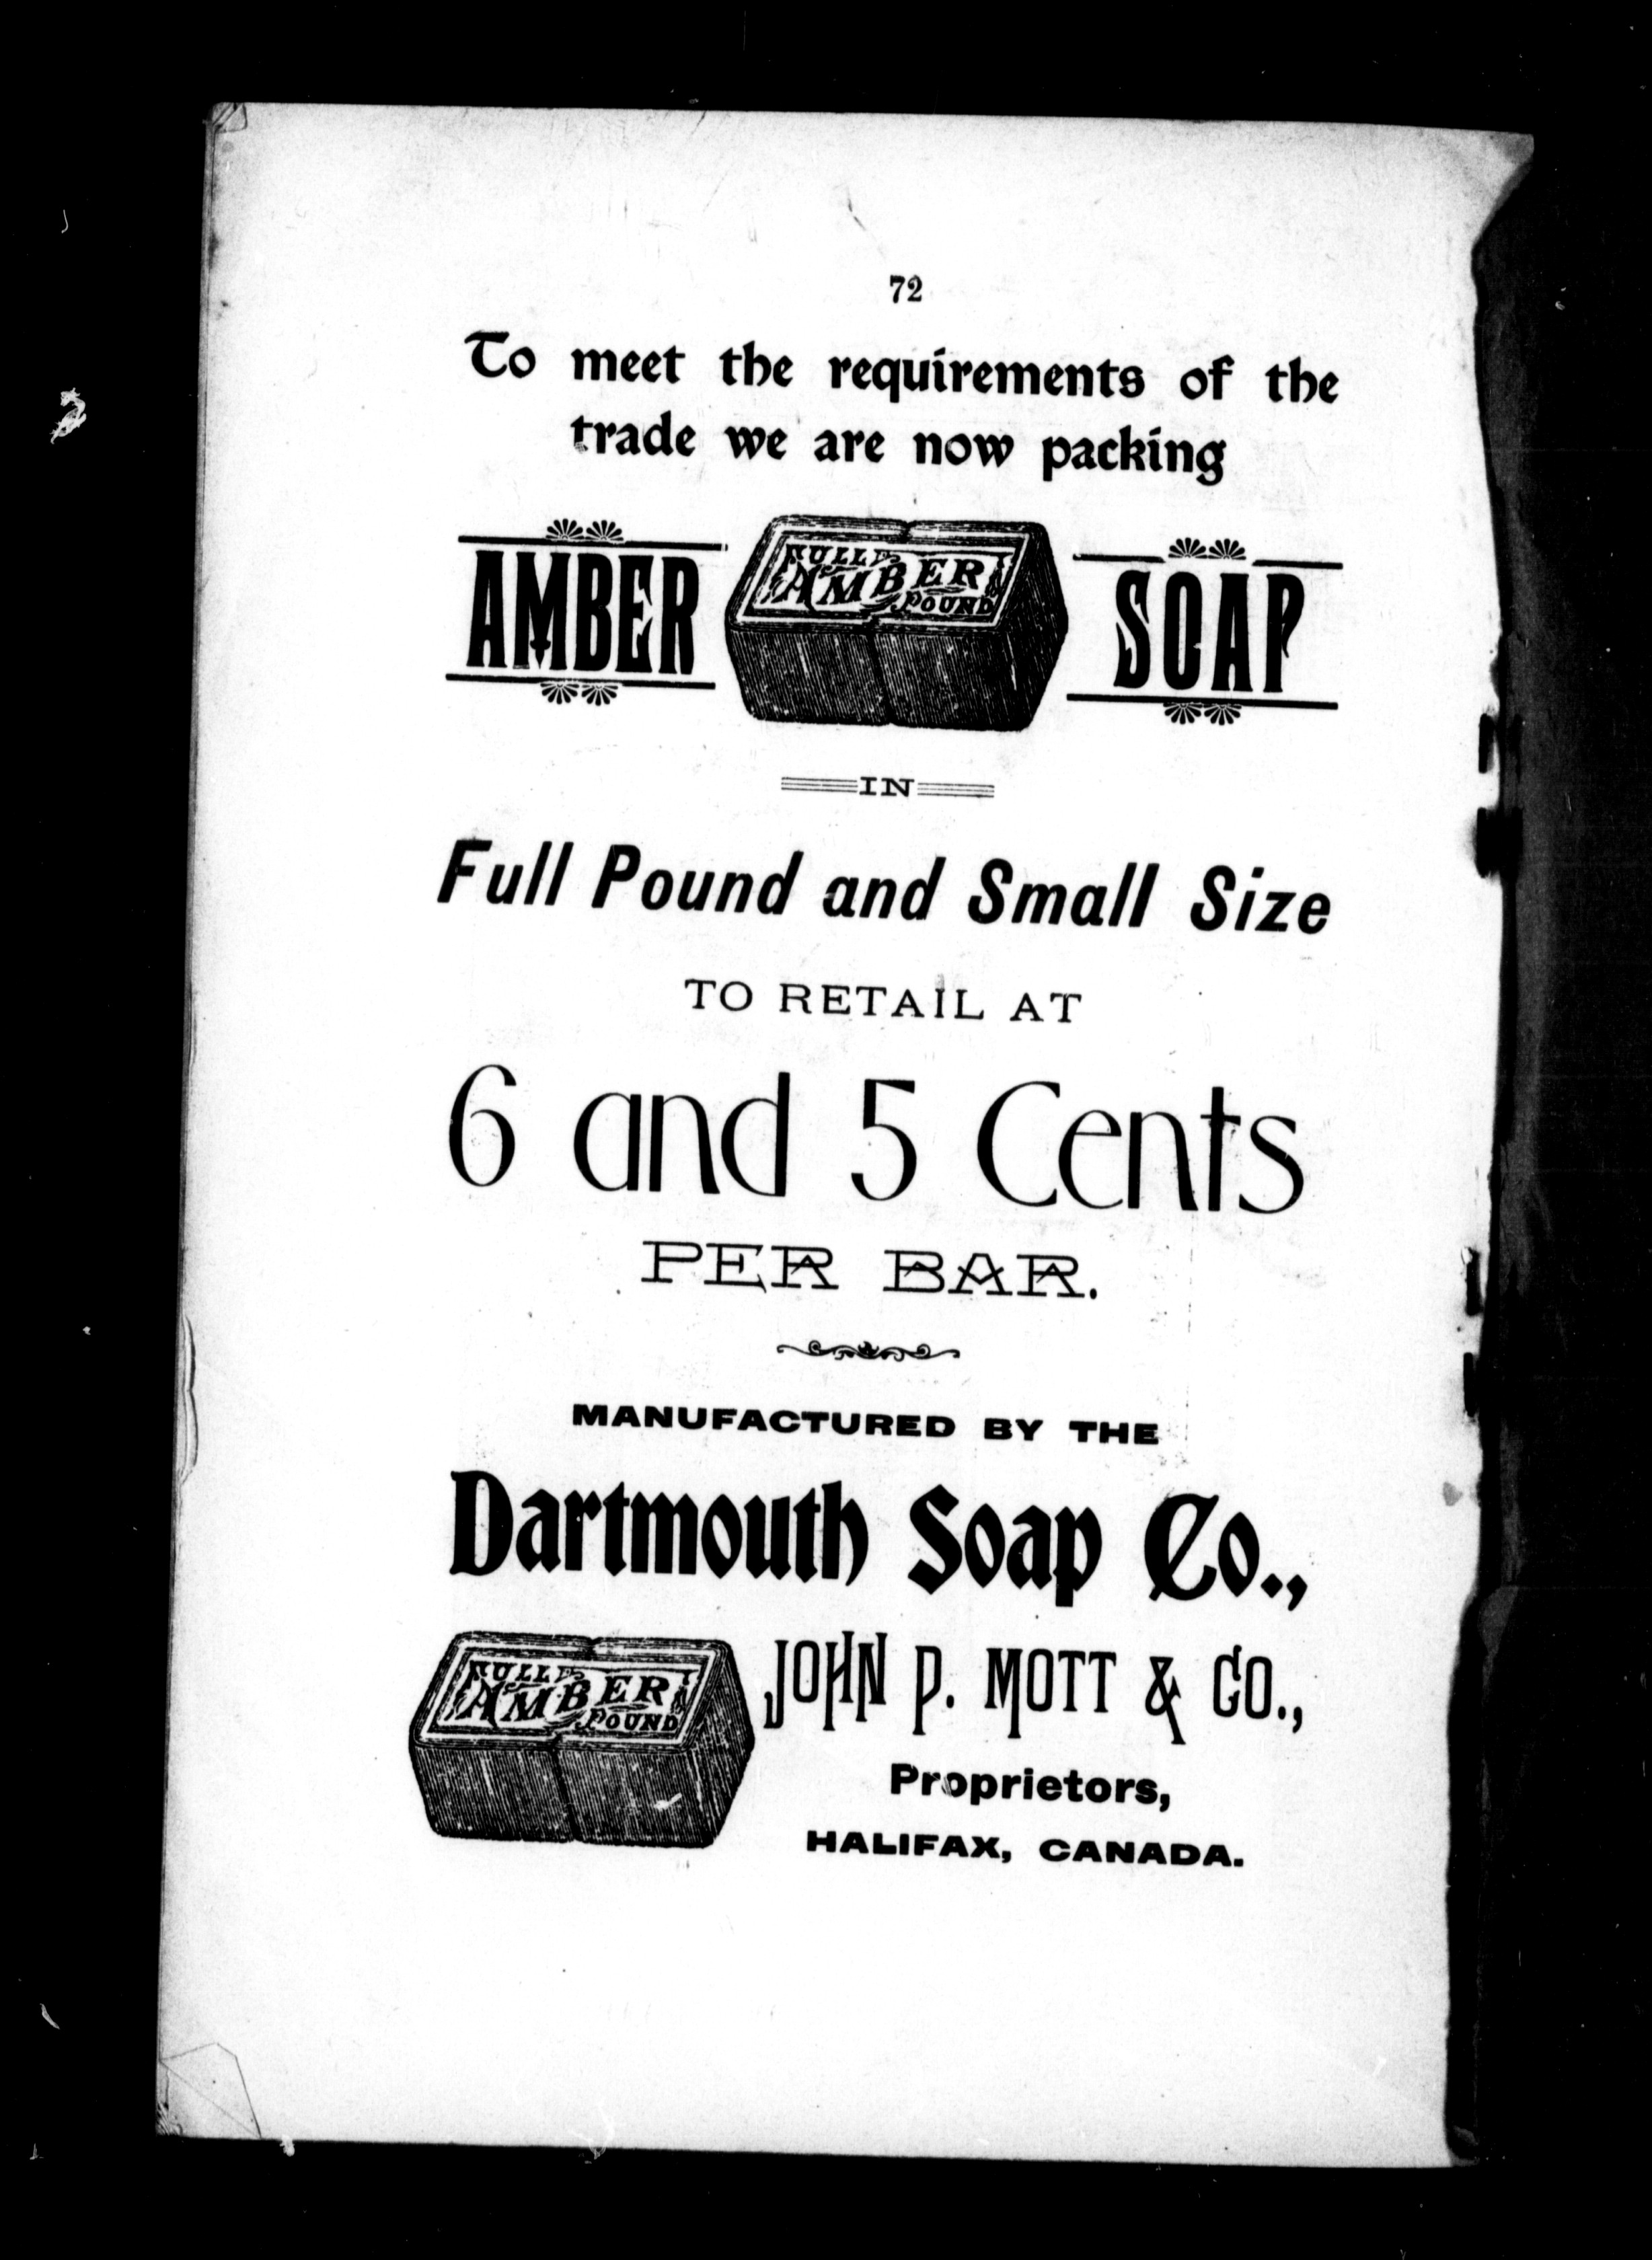 72
To meet the requirements of the
trade we are now packing
AMBER FULL AMBER POUND SOAP
IN
Full Pound and Small Size
TO RETAIL AT
6 and 5 Cents
PER BAR.
MANUFACTURED BY THE
Dartmouth Soap Co.,
FULL AMBER POUND
JOHN P. MOTT & CO.,
Proprietors,
HALIFAX, CANADA.